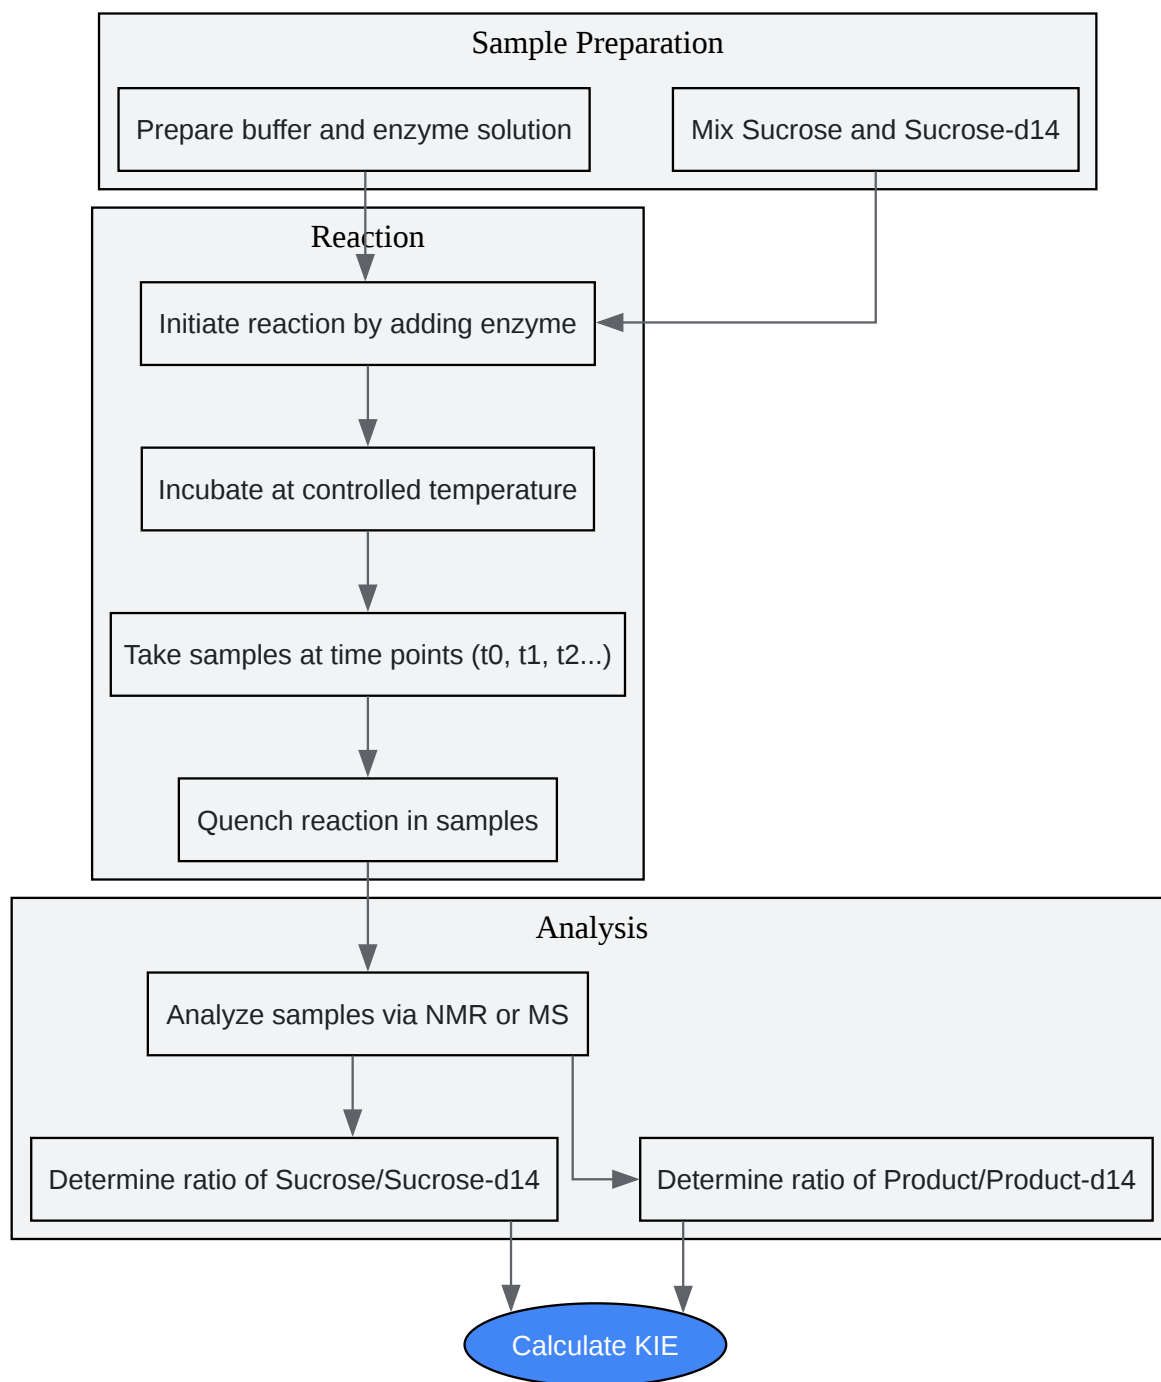 Sample Preparation
Prepare buffer and enzyme solution
Mix Sucrose and Sucrose-d14
Reaction
Initiate reaction by adding enzyme
Incubate at controlled temperature
Take samples at time points (t0, t1, t2...)
Quench reaction in samples
Analysis
Analyze samples via NMR or MS
Determine ratio of Sucrose/Sucrose-d14
Determine ratio of Product/Product-d14
Calculate KIE